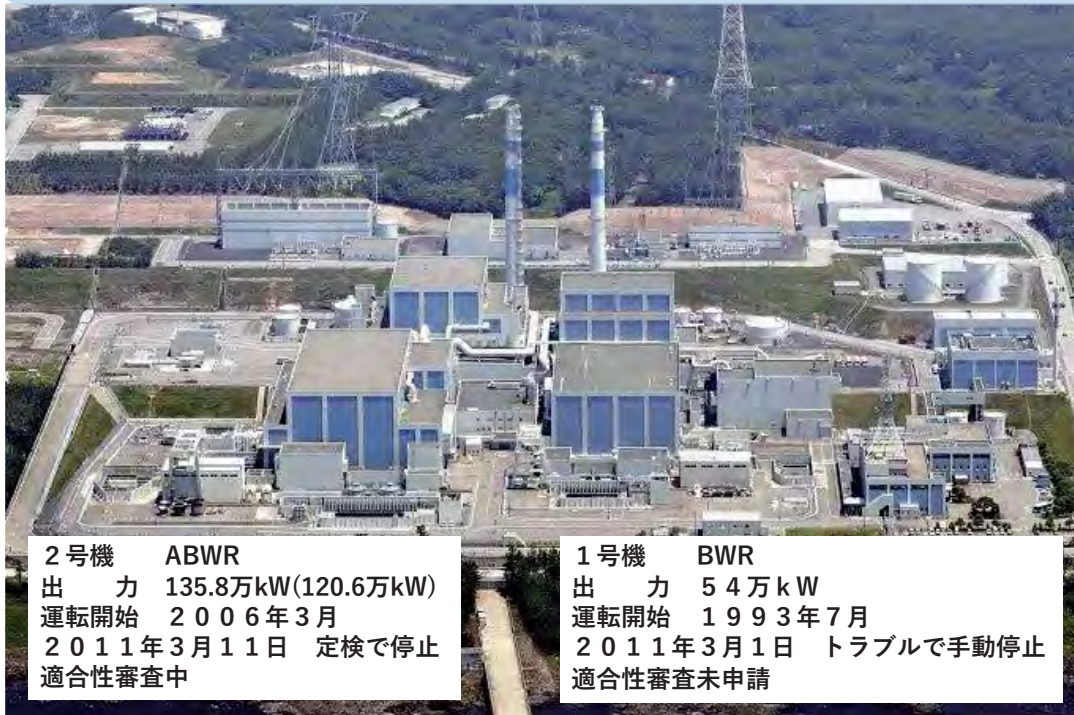 ２号機　　ABWR
出　　力　135.8万kW(120.6万kW)
運転開始　２００６年３月
２０１１年３月１１日　定検で停止
適合性審査中
１号機　　BWR
出　　力　５４万ｋＷ
運転開始　１９９３年７月
２０１１年３月１日　トラブルで手動停止
適合性審査未申請